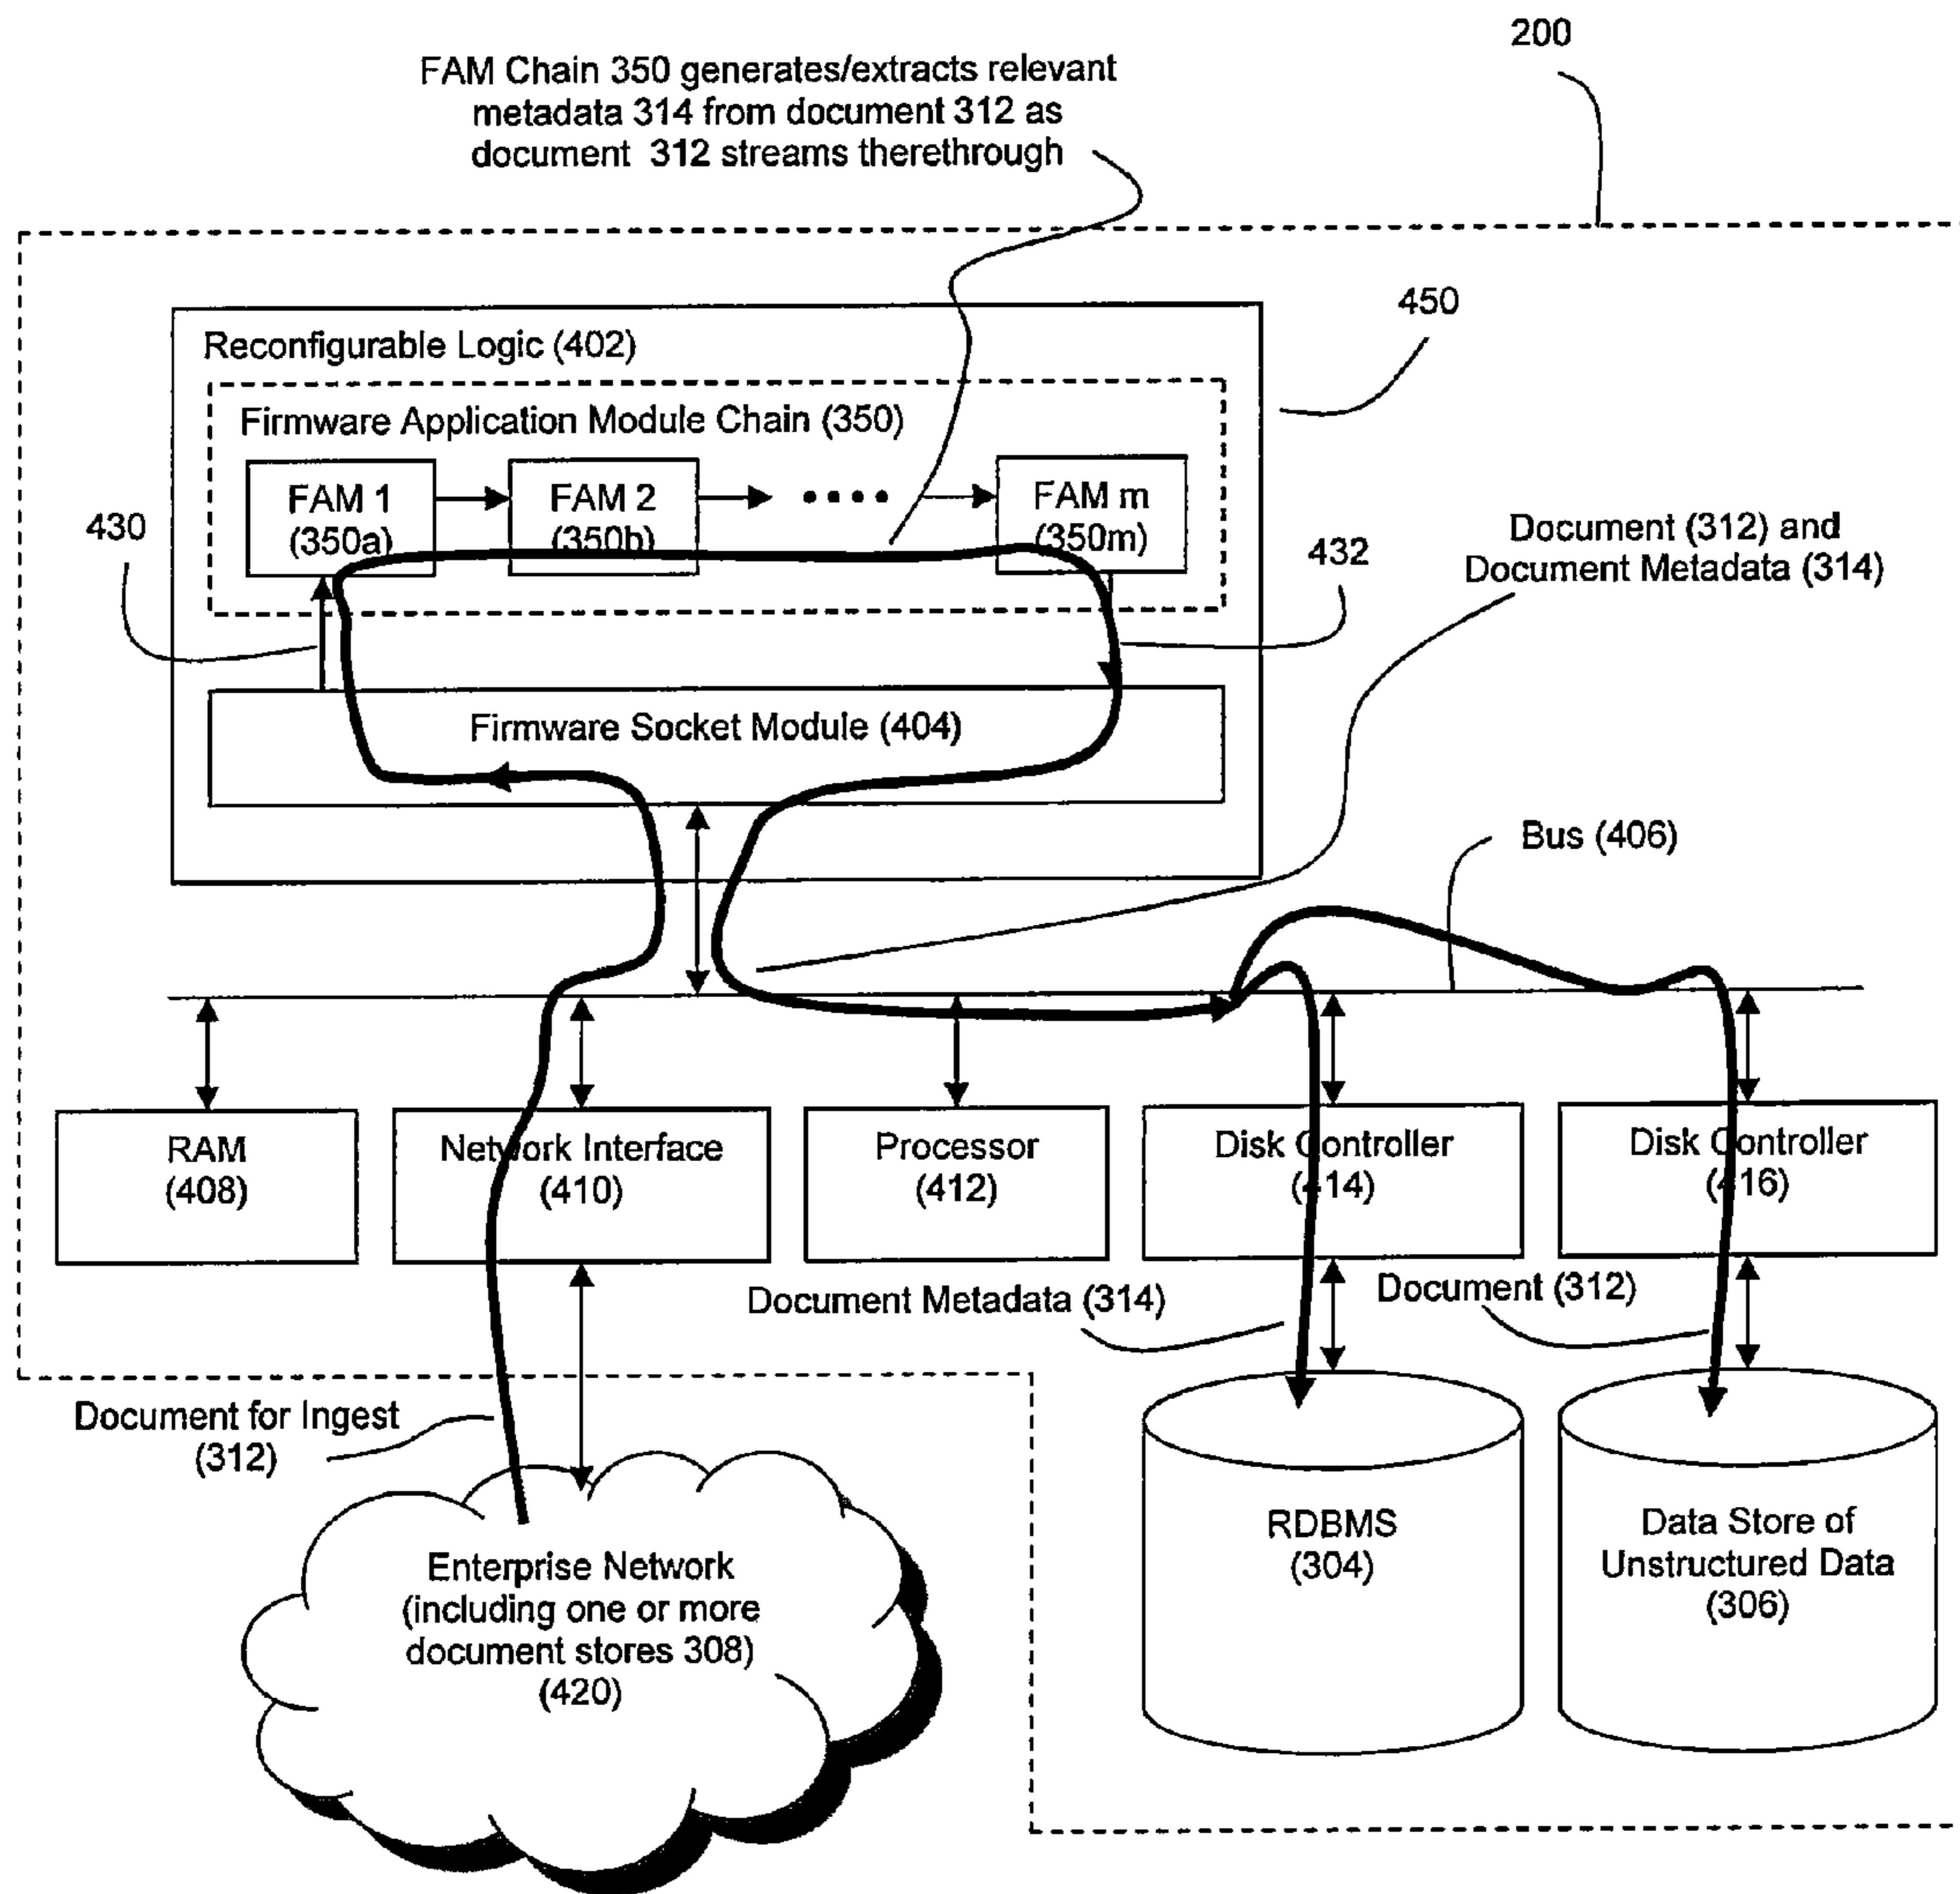 200
FAM Chain 350 generates/extracts relevant
metadata 314 from document 312 as
document 312 streams therethrough
450
Reconfigurable Logic (402)
Firmware Application Module Chain (350)
FAM 1
(350a)
FAM 2
(350b)
FAM m
(350m)
430
432
Document (312) and
Document Metadata (314)
Firmware Socket Module (404)
Bus (406)
RAM
(408)
Network Interface
(410)
Processor
(412)
Disk Controller
(414)
Disk Controller
(416)
Document Metadata (314)
Document (312)
Document for Ingest
(312)
Enterprise Network
(including one or more
document stores 308)
(420)
RDBMS
(304)
Data Store of
Unstructured Data
(306)